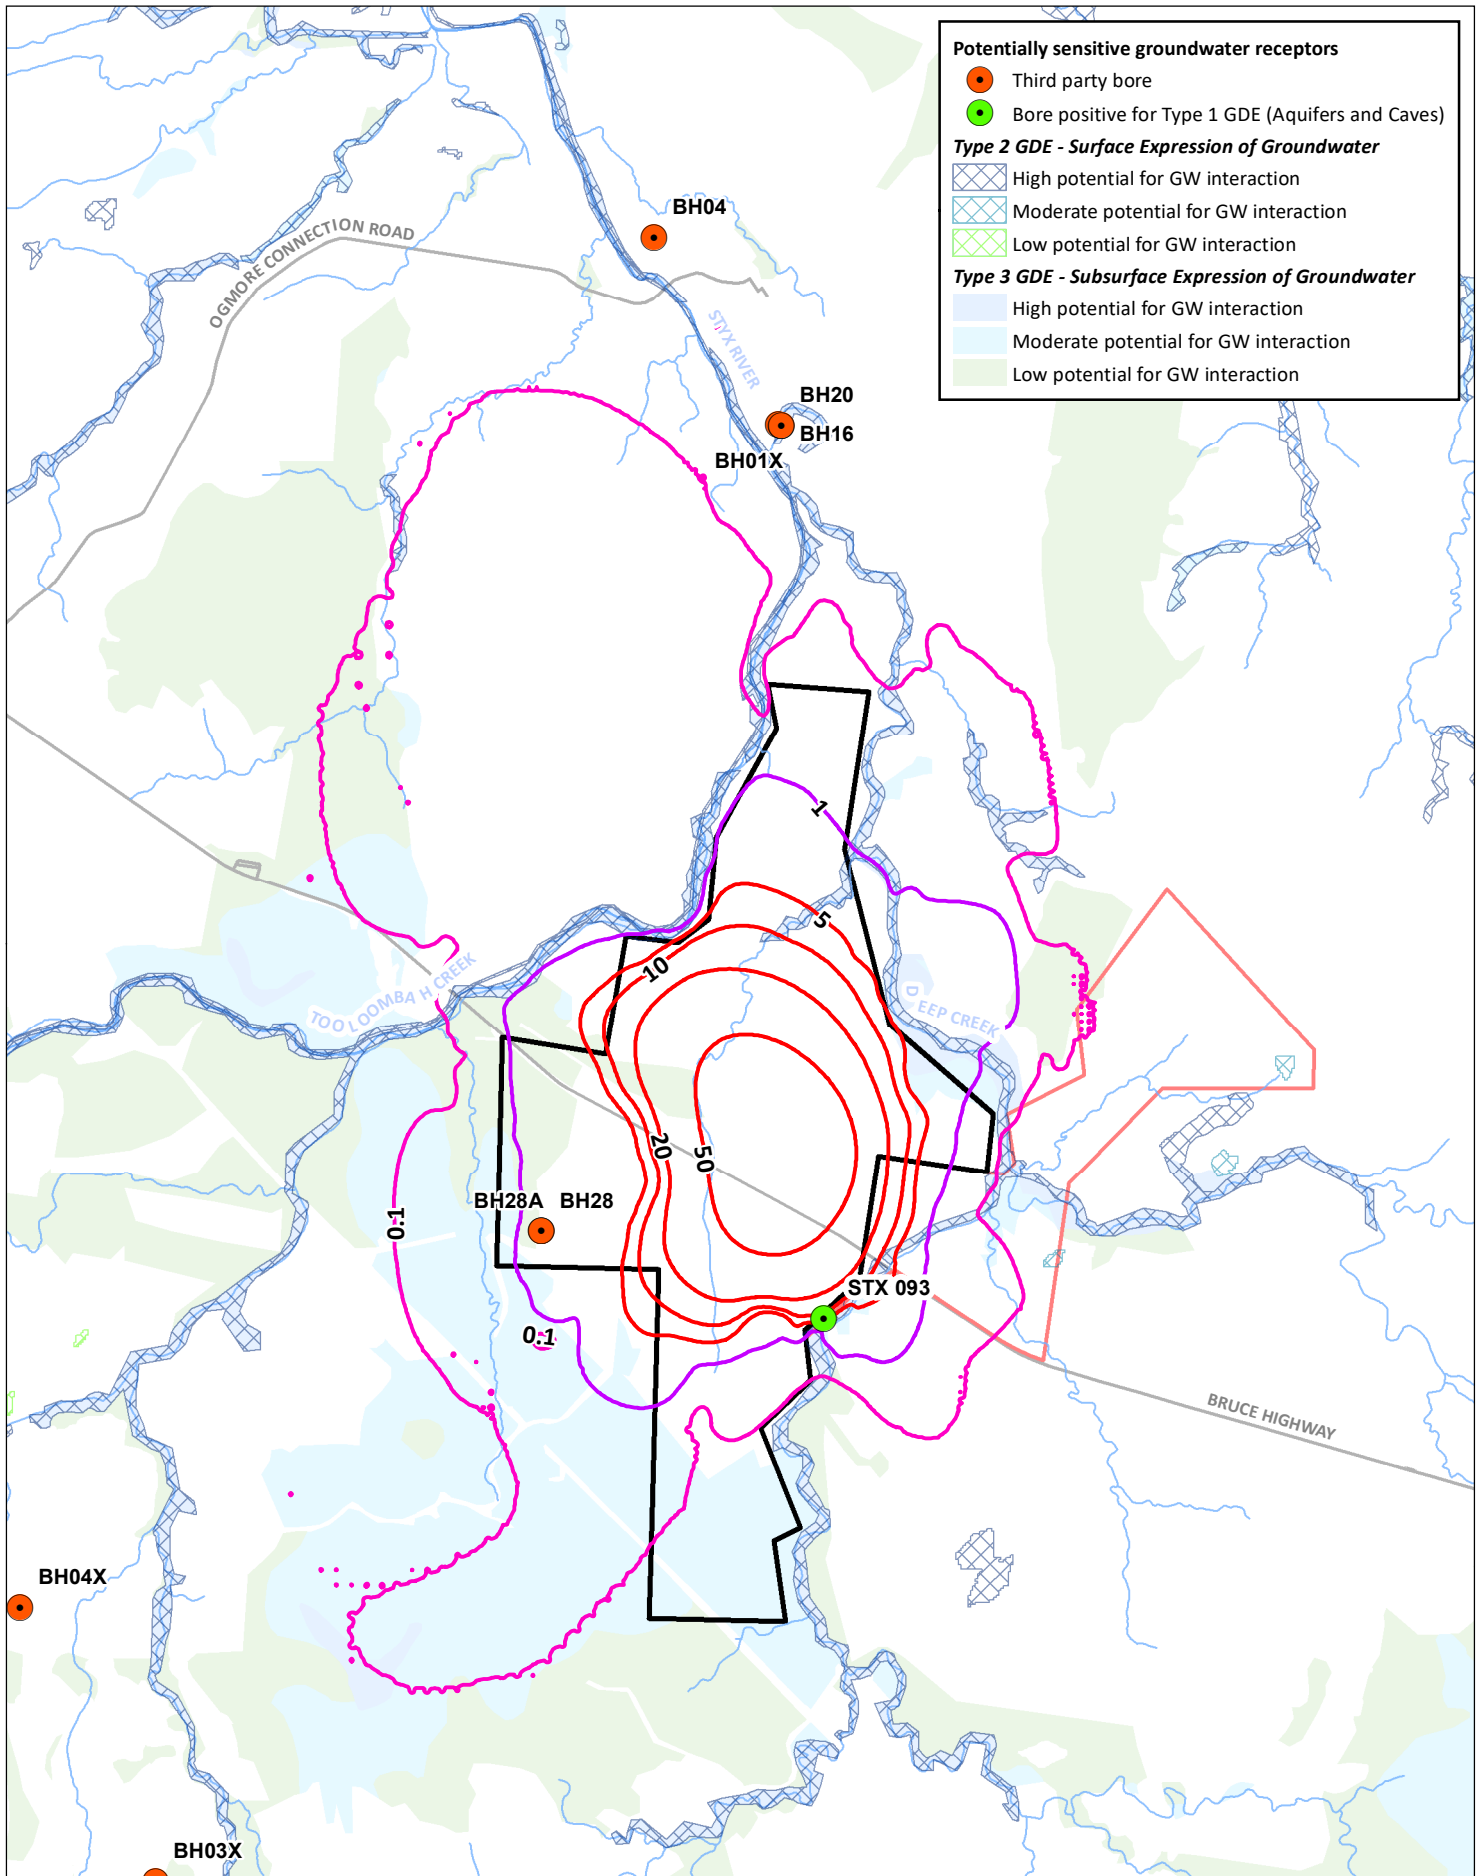 Potentially sensitive groundwater receptors
Third party bore
Bore positive for Type 1 GDE (Aquifers and Caves)
Type 2 GDE - Surface Expression of Groundwater
High potential for GW interaction
Moderate potential for GW interaction
Low potential for GW interaction
Type 3 GDE - Subsurface Expression of Groundwater
High potential for GW interaction
Moderate potential for GW interaction
Low potential for GW interaction
BH04
OGMORE CONNECTION ROAD
STYX RIVER
BH20
BH16
BH01X
1
5
10
TOOLOOMBAH CREEK
DEEP CREEK
20
50
BH28A BH28
0.1
STX 093
0.1
BRUCE HIGHWAY
BH04X
BH03X